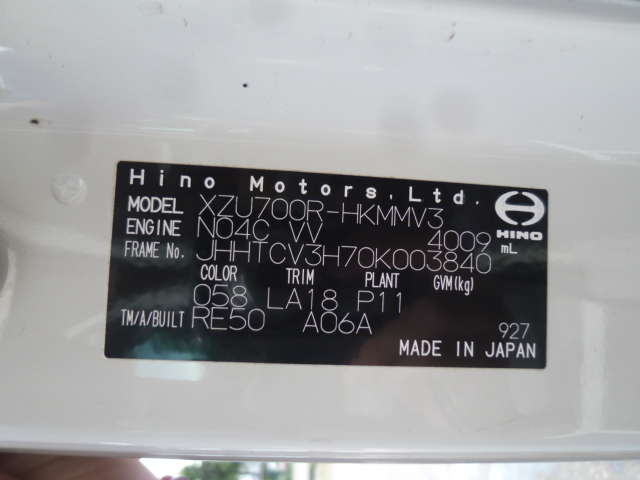 Hino Motors, Ltd.
MODEL XZU700R-HKMMV3
ENGINE N04C VV 4009 mL
FRAME No. JHHTCV3H70K003840
COLOR TRIM PLANT GVM(kg)
058 LA18 P11
TM/A/BUILT RE50 A06A
927
MADE IN JAPAN
HINO